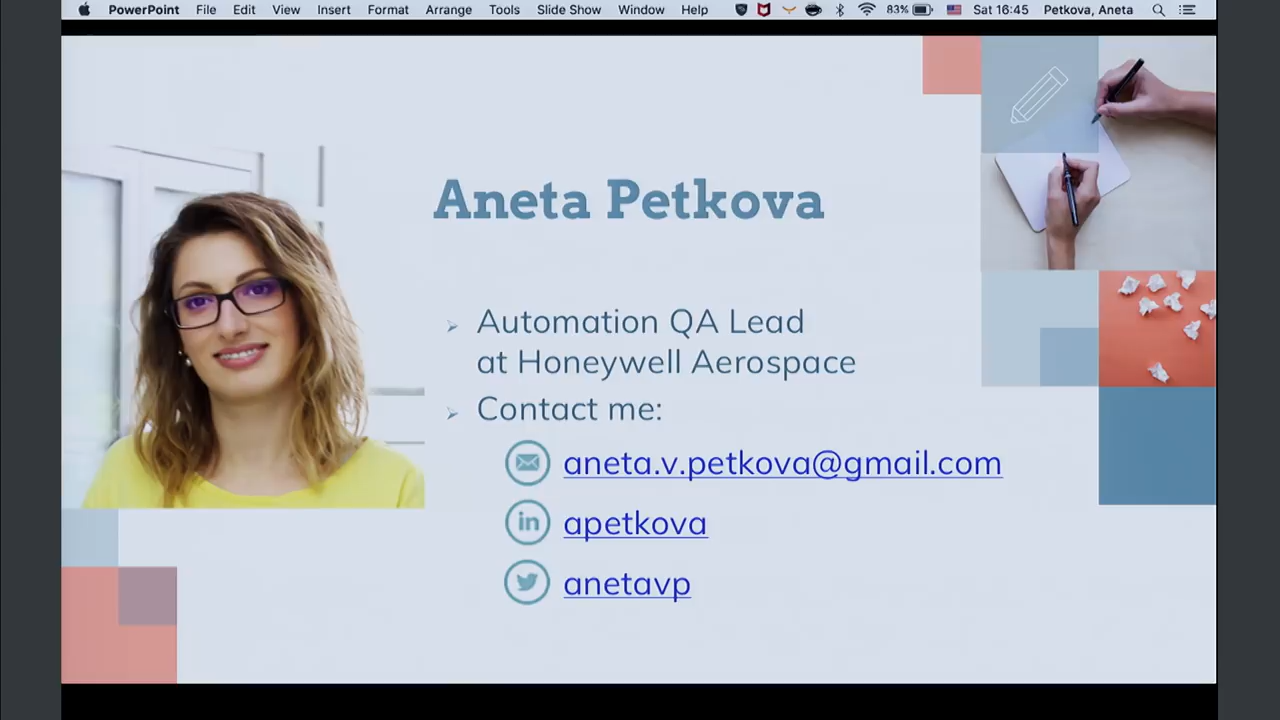 PowerPoint File Edit View Insert Format Arrange Tools Slide Show Window Help 83% Sat 16:45 Petkova, Aneta
Aneta Petkova
Automation QA Lead
at Honeywell Aerospace
Contact me:
aneta.v.petkova@gmail.com
in apetkova
anetavp